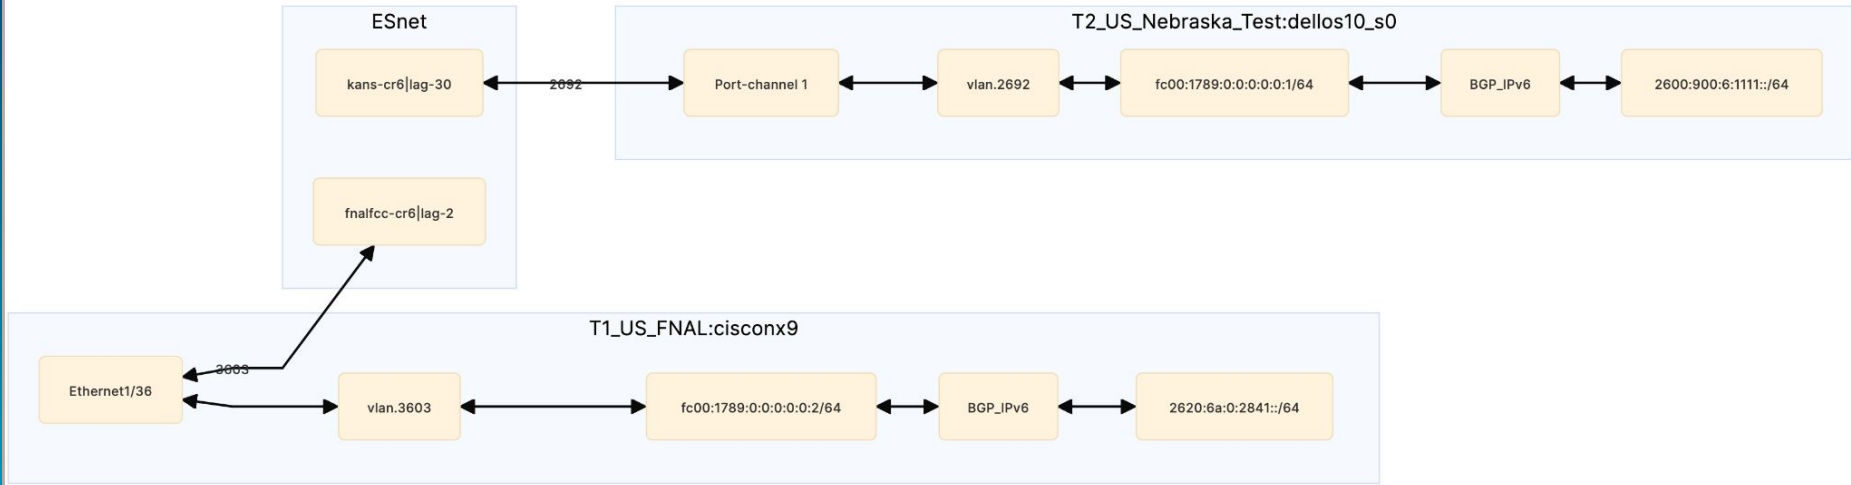 ESnet
kans-cr6|lag-30
fnalfcc-cr6|lag-2
2692
T2_US_Nebraska_Test:dellos10_s0
Port-channel 1
vlan.2692
fc00:1789:0:0:0:0:0:1/64
BGP_IPv6
2600:900:6:1111::/64
T1_US_FNAL:cisconx9
Ethernet1/36
3603
vlan.3603
fc00:1789:0:0:0:0:0:2/64
BGP_IPv6
2620:6a:0:2841::/64